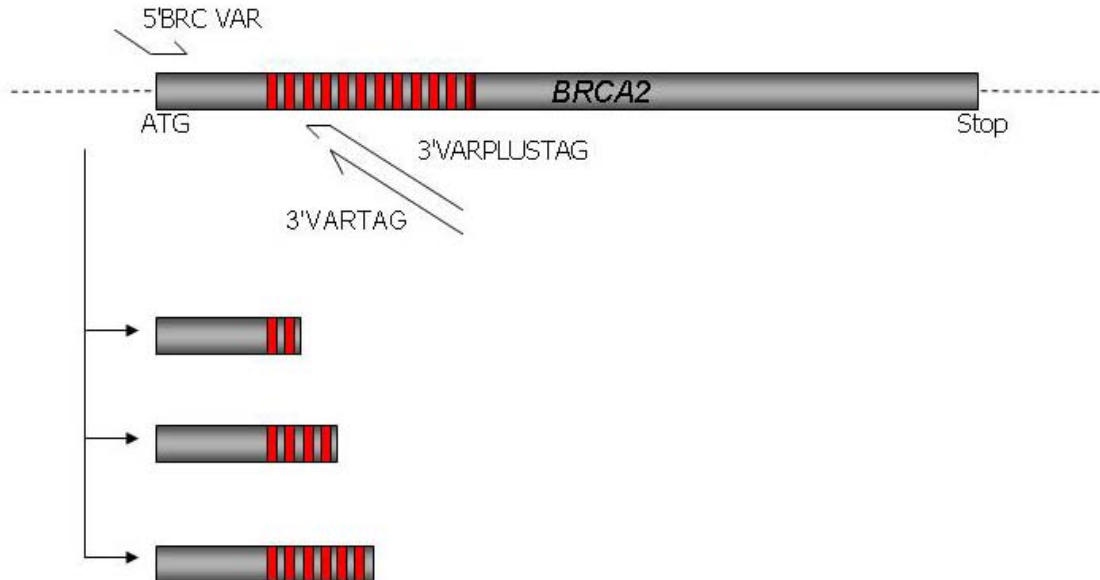 5'BRC VAR
BRCA2
ATG
Stop
3'VARPLUSTAG
3'VARTAG